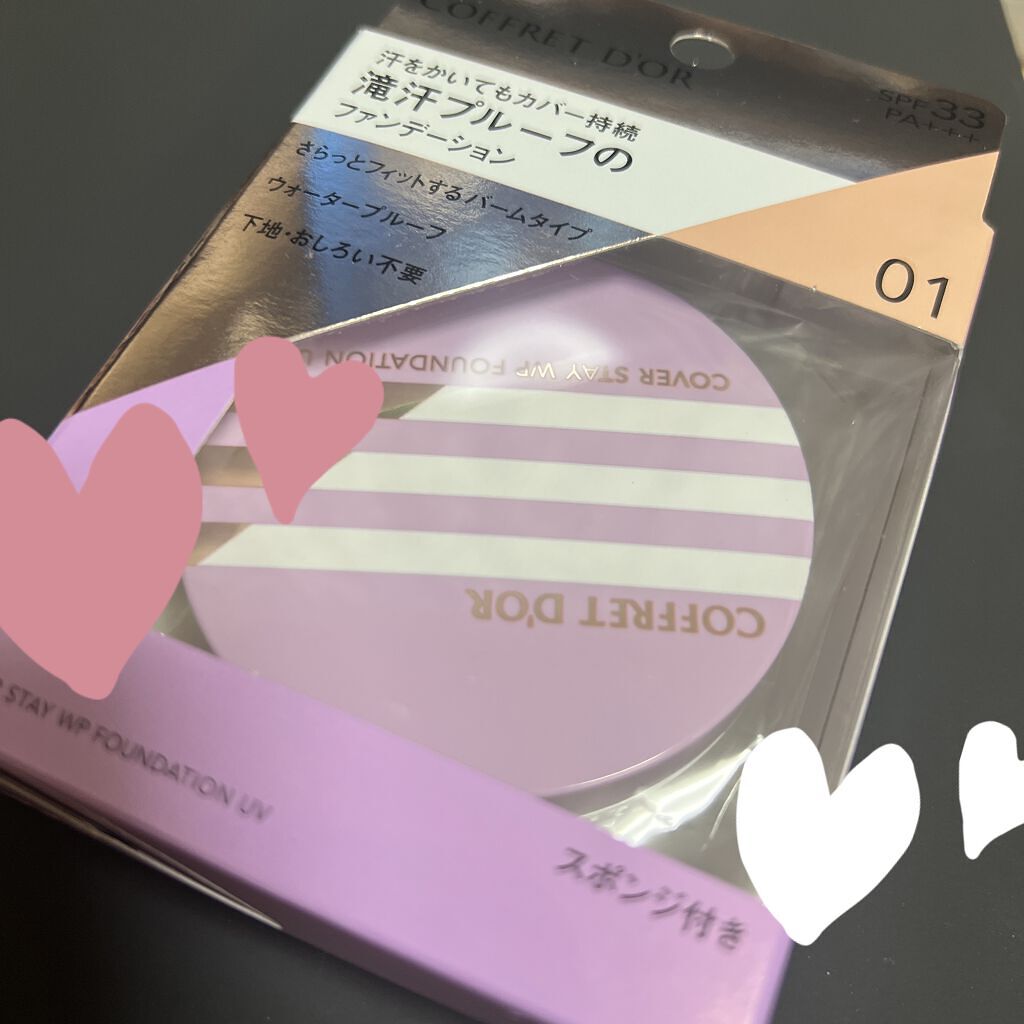 COFFRET D'OR
SPF 33
PA+++
汗をかいてもカバー持続
滝汗プルーフの
ファンデーション
さらっとフィットするバームタイプ
ウォータープルーフ
下地・おしろい不要
01
COVER STAY WP FOUNDATION U
COFFRET D'OR
STAY WP FOUNDATION UV
スポンジ付き